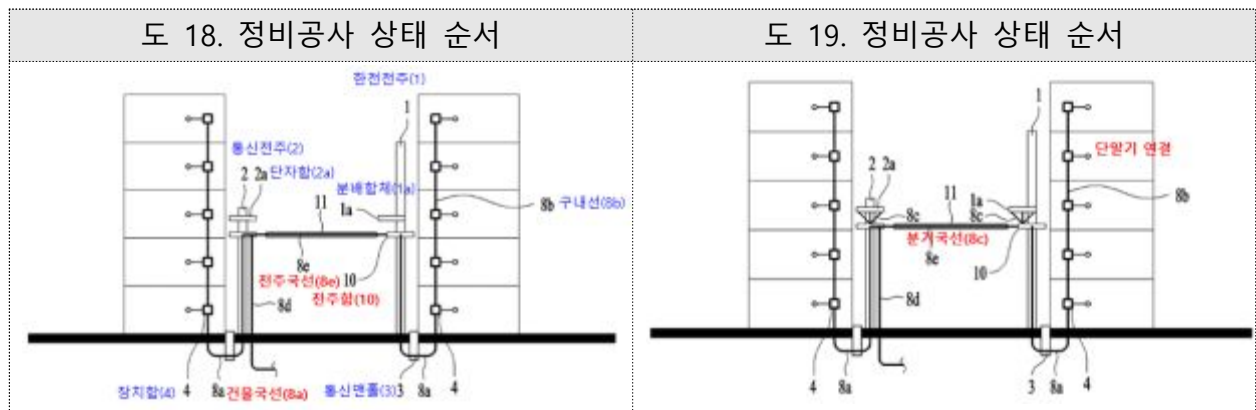 도 18. 정비공사 상태 순서
도 19. 정비공사 상태 순서
한전전주(1)
1
통신전주(2)
2 2a 단자함(2a)
분배함체(1a)
11 1a
8b 구내선(8b)
8e
전주국선(8e) 10
전주함(10)
8d
장치함(4) 4 8a 건물국선(8a) 통신맨홀(3) 3 8a 4
1
단말기 연결
2 2a
11 1a
8c 8c
8b
분기국선(8c)
8e
10
8d
4 8a 3 8a 4